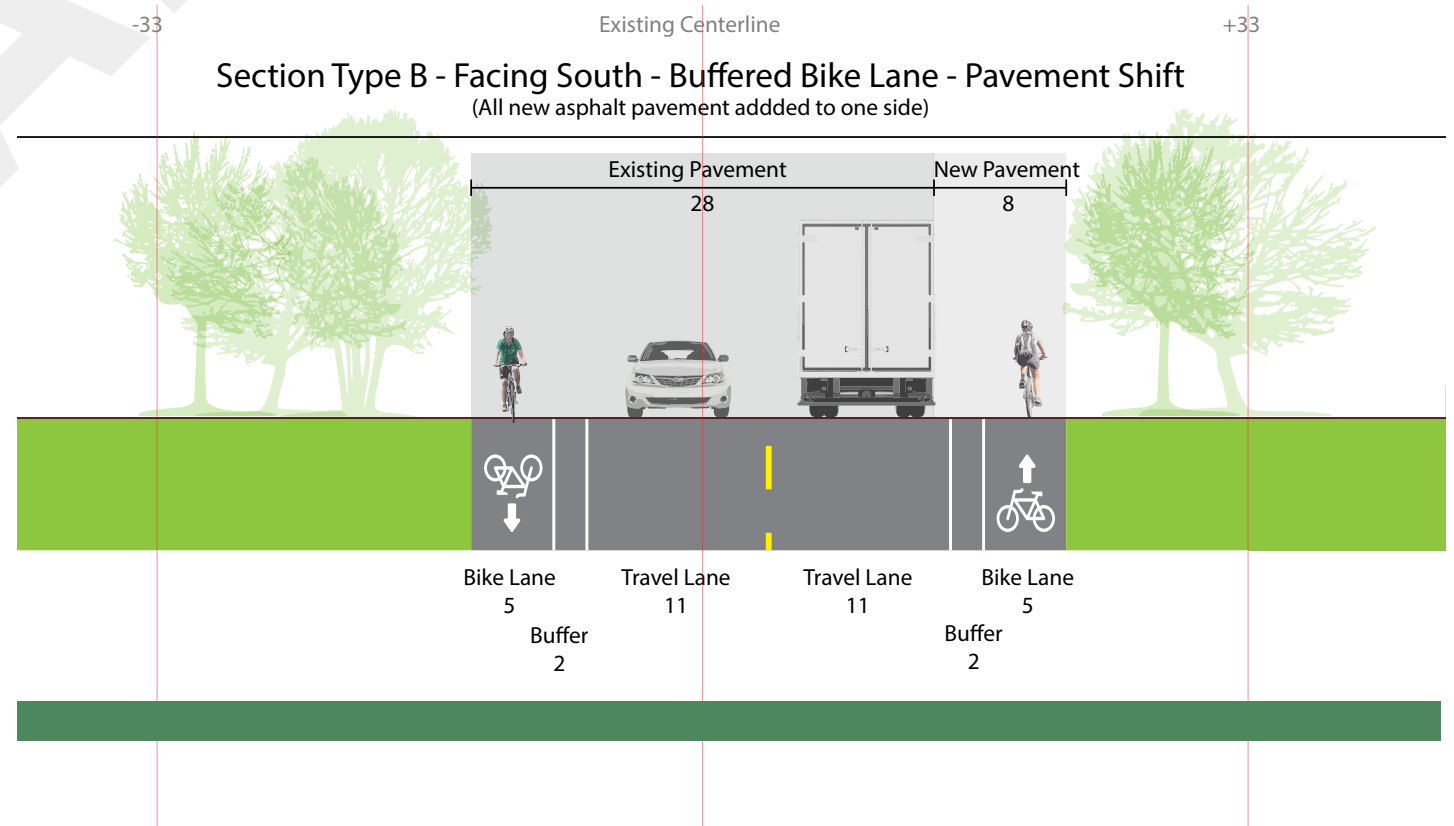 -33 Existing Centerline +33
Section Type B - Facing South - Buffered Bike Lane - Pavement Shift
(All new asphalt pavement addded to one side)
Existing Pavement New Pavement
28 8
Bike Lane Travel Lane Travel Lane Bike Lane
5 11 11 5
Buffer Buffer
2 2